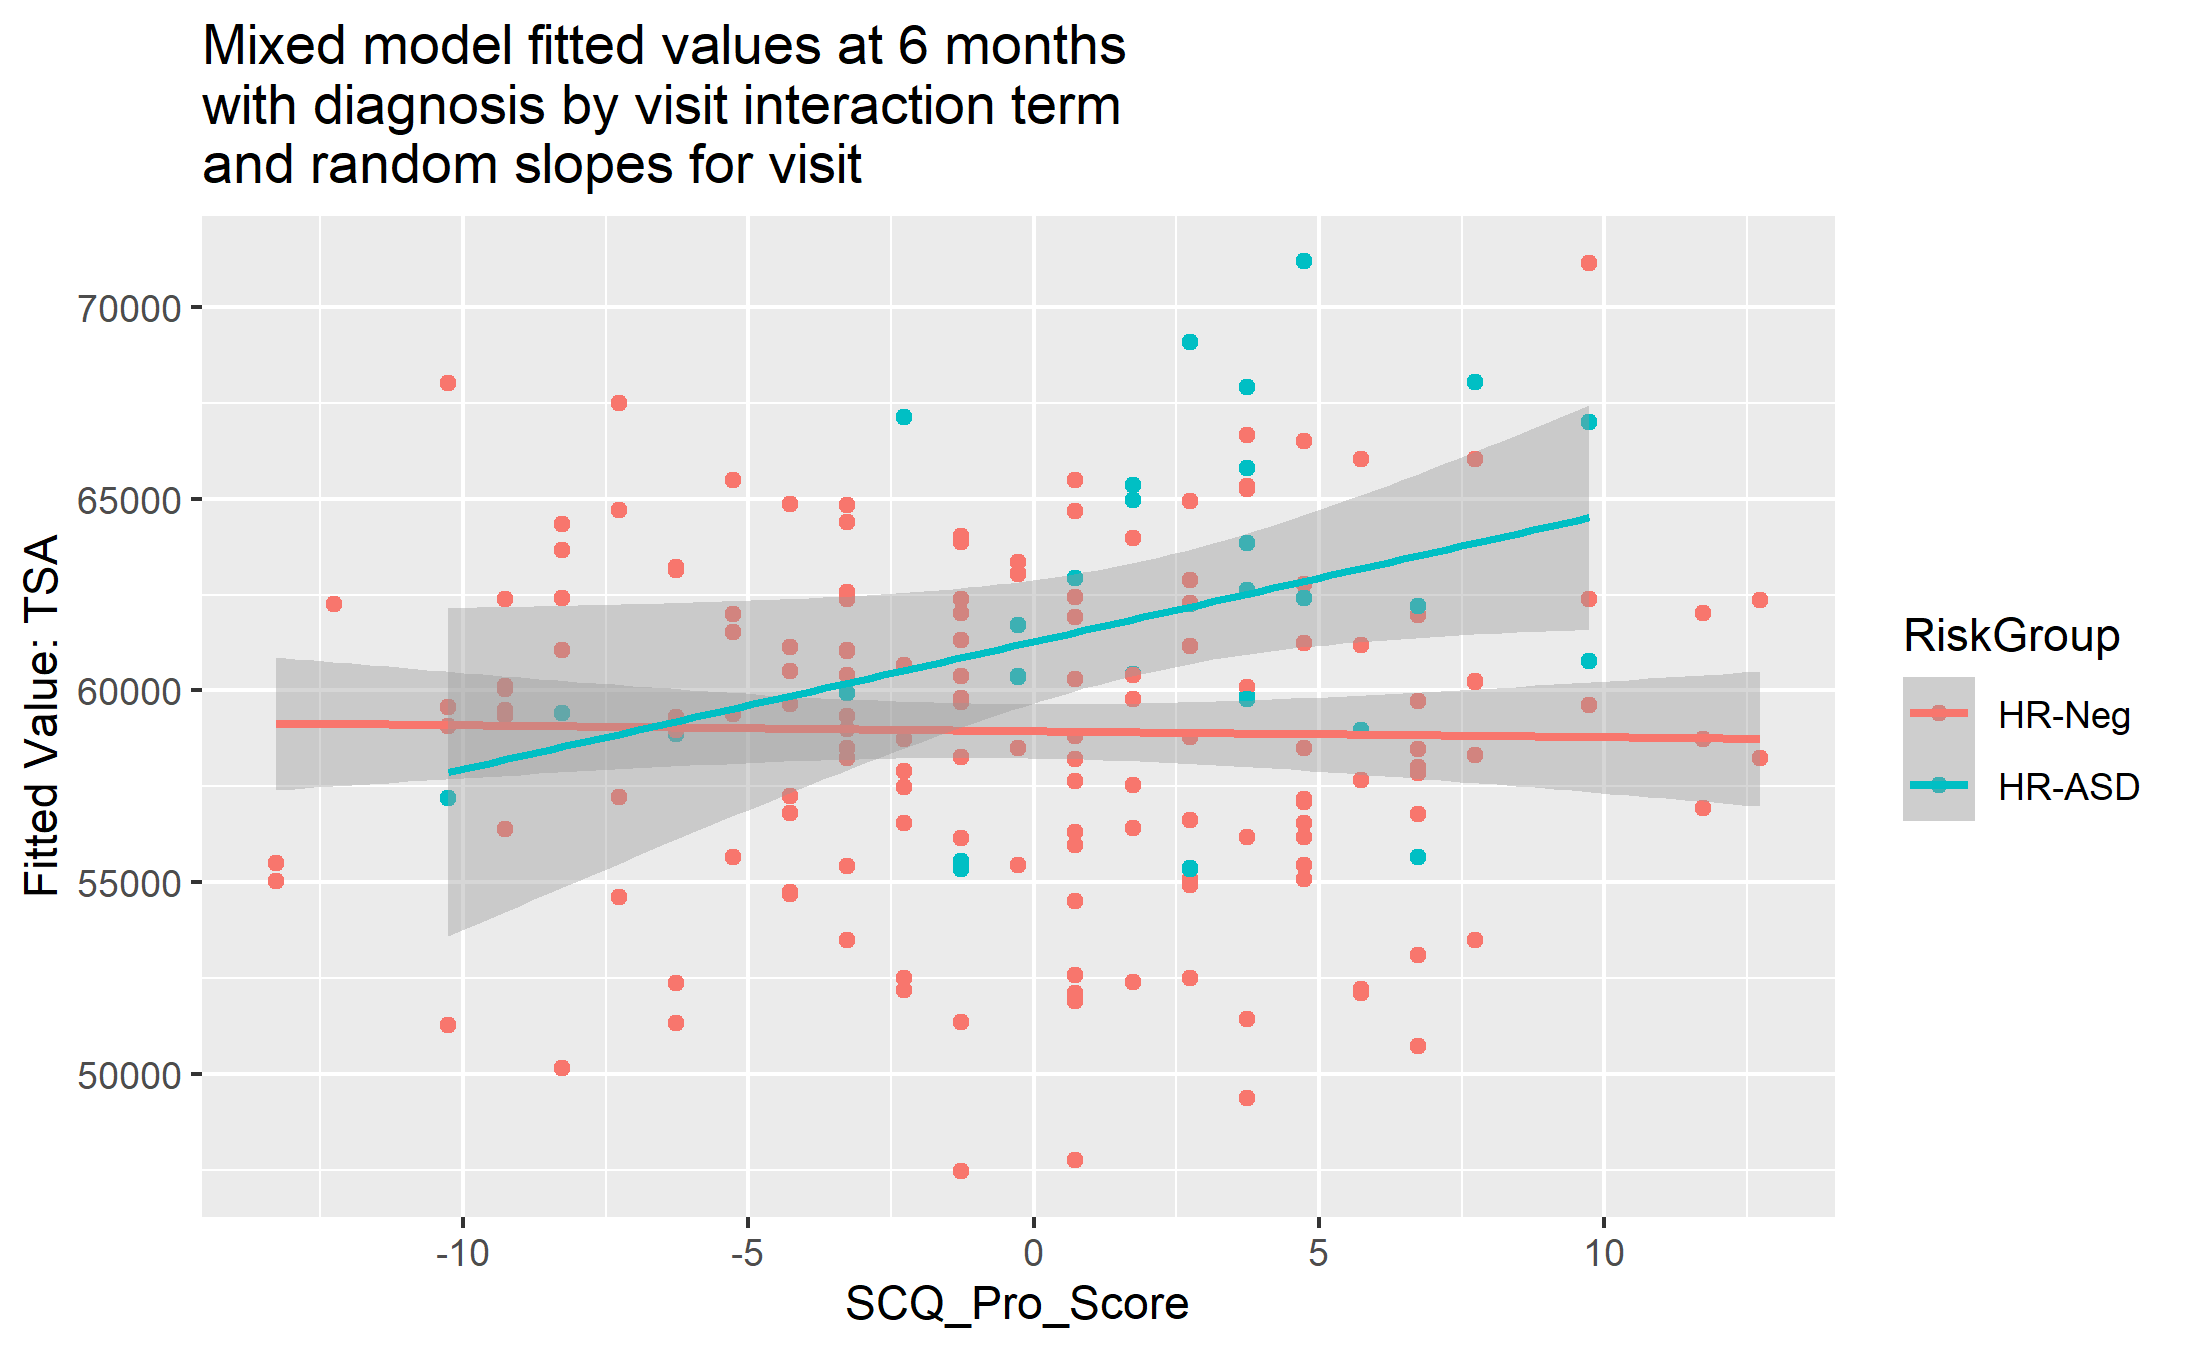 Mixed model fitted values at 6 months
with diagnosis by visit interaction term
and random slopes for visit
70000
65000
60000
55000
50000
Fitted Value: TSA
-10
-5
0
5
10
SCQ_Pro_Score
RiskGroup
HR-Neg
HR-ASD